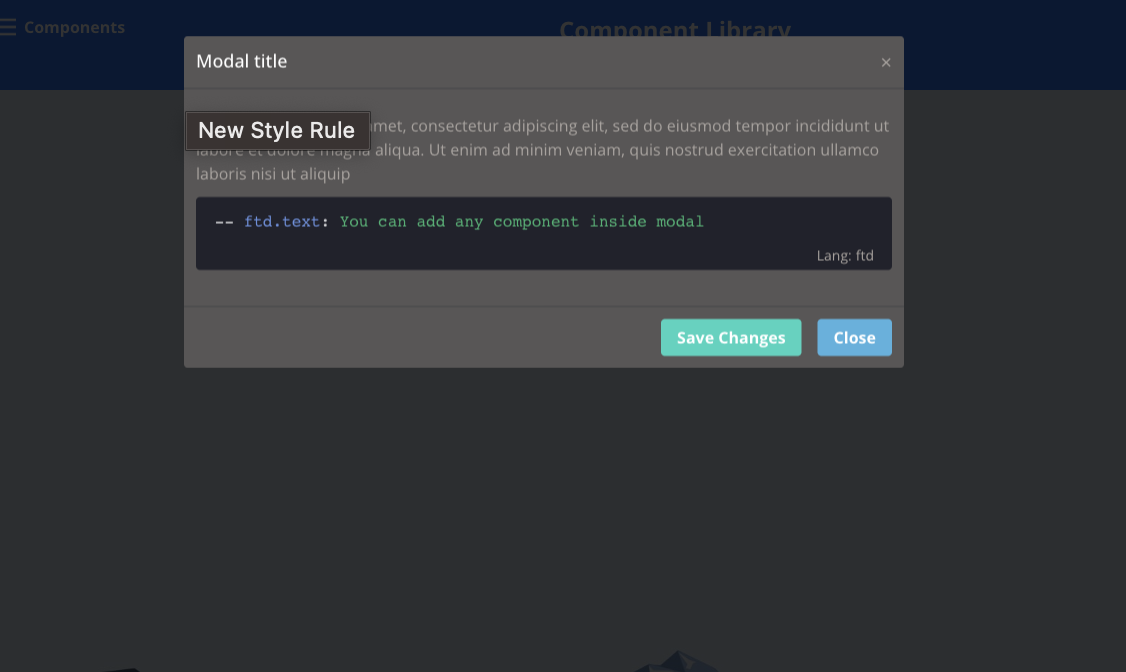 Components
Component Library
Modal title
×
New Style Rule
amet, consectetur adipiscing elit, sed do eiusmod tempor incididunt ut
labore et dolore magna aliqua. Ut enim ad minim veniam, quis nostrud exercitation ullamco
laboris nisi ut aliquip
-- ftd.text: You can add any component inside modal
Lang: ftd
Save Changes
Close